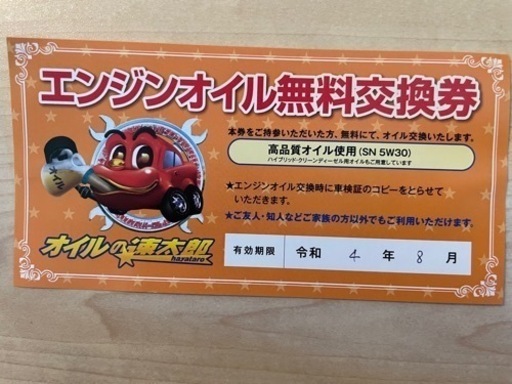 エンジンオイル無料交換券
本券をご持参いただいた方、無料にて、オイル交換いたします。
高品質オイル使用(SN 5W30)
ハイブリッド・クリーンディーゼル用オイルもご用意しています
★エンジンオイル交換時に車検証のコピーをとらせて
いただきます。
★ご友人・知人などご家族の方以外でもご利用いただけます。
オイル
オイルの速太郎
hayataro
有効期限 令和 4 年 8 月